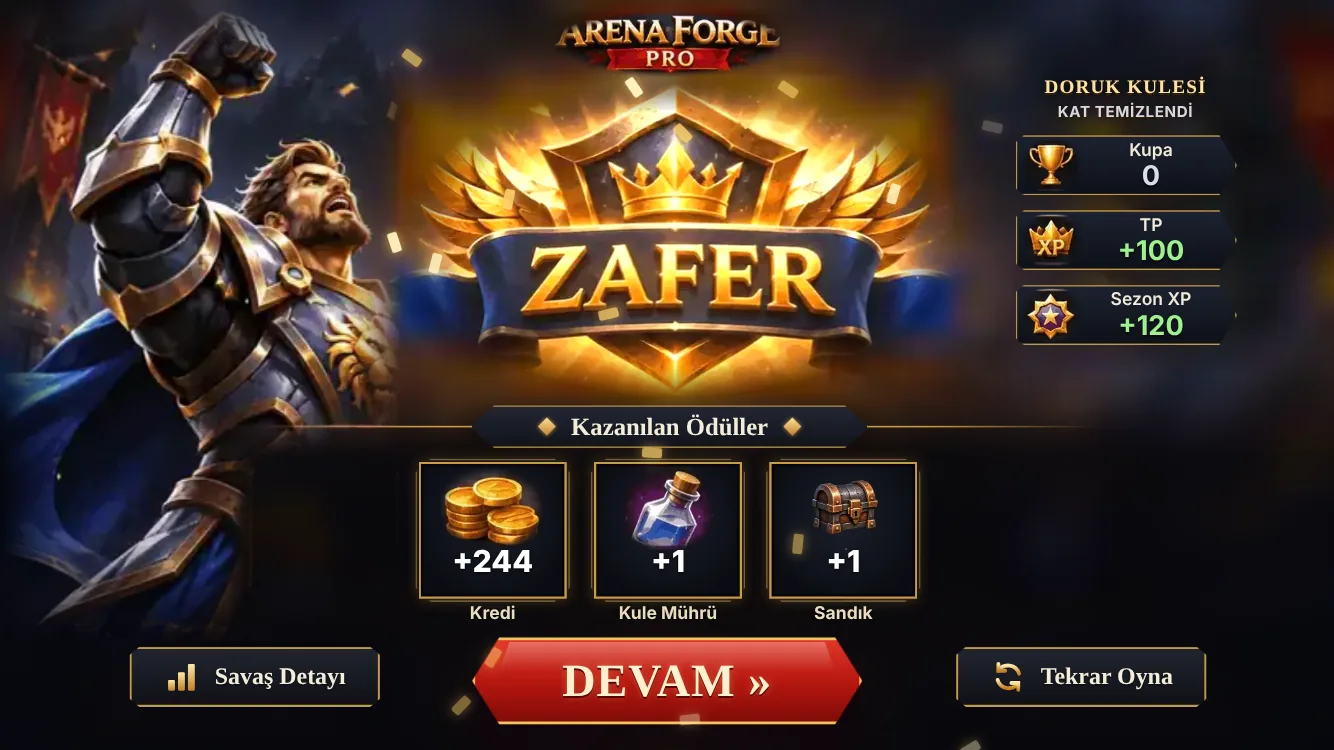 ARENA FORGE
PRO
ZAFER
DORUK KULESİ
KAT TEMİZLENDİ
Kupa
0
XP
TP
+100
Sezon XP
+120
Kazanılan Ödüller
+244
Kredi
+1
Kule Mührü
+1
Sandık
Savaş Detayı
DEVAM »
Tekrar Oyna